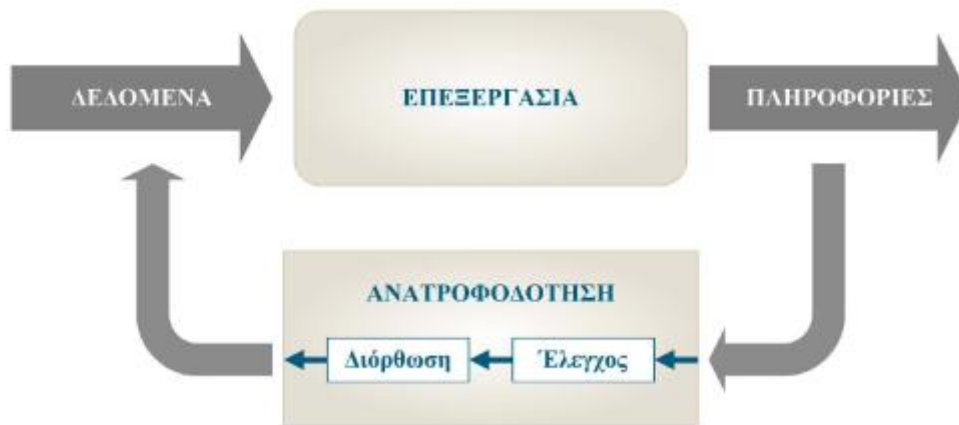 ΔΕΔΟΜΕΝΑ
ΕΠΕΞΕΡΓΑΣΙΑ
ΠΛΗΡΟΦΟΡΙΕΣ
ΑΝΑΤΡΟΦΟΔΟΤΗΣΗ
Διόρθωση
Έλεγχος